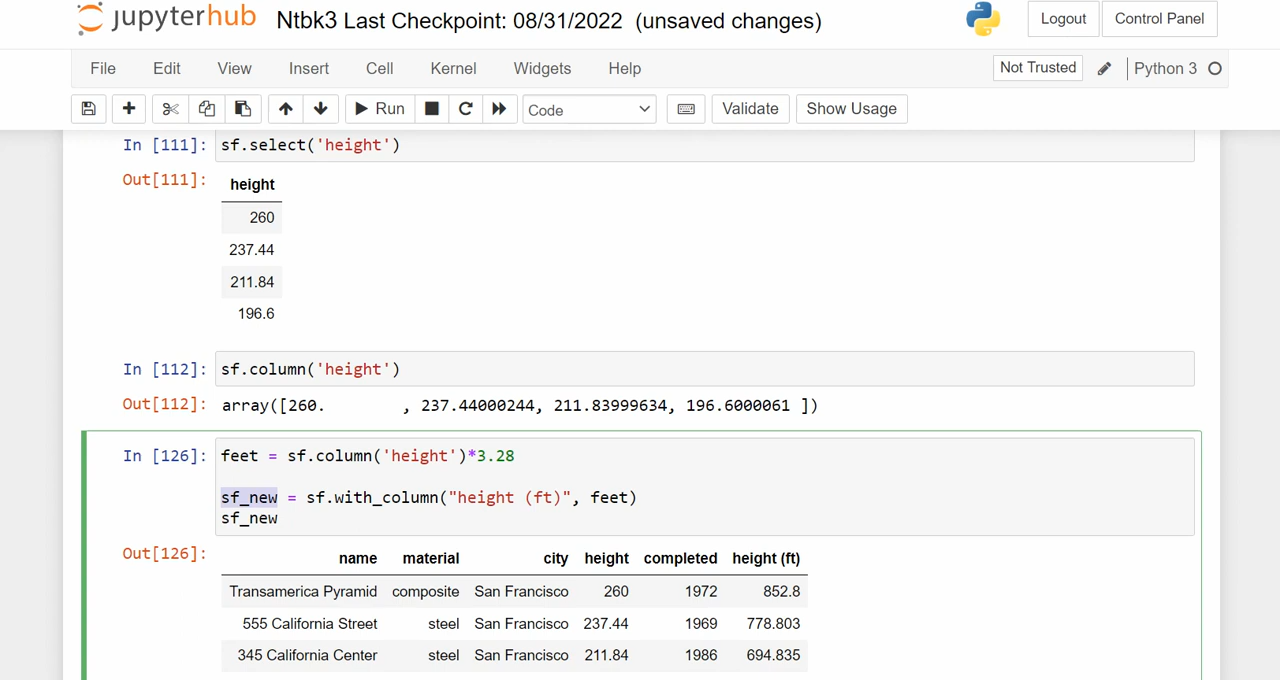 jupyterhub Ntbk3 Last Checkpoint: 08/31/2022 (unsaved changes) Logout Control Panel
File Edit View Insert Cell Kernel Widgets Help Not Trusted Python 3
Run Code Validate Show Usage
In [111]: sf.select('height')
Out[111]: height
260
237.44
211.84
196.6
In [112]: sf.column('height')
Out[112]: array([260.        , 237.44000244, 211.83999634, 196.6000061 ])
In [126]: feet = sf.column('height')*3.28
sf_new = sf.with_column("height (ft)", feet)
sf_new
Out[126]: name material city height completed height (ft)
Transamerica Pyramid composite San Francisco 260 1972 852.8
555 California Street steel San Francisco 237.44 1969 778.803
345 California Center steel San Francisco 211.84 1986 694.835